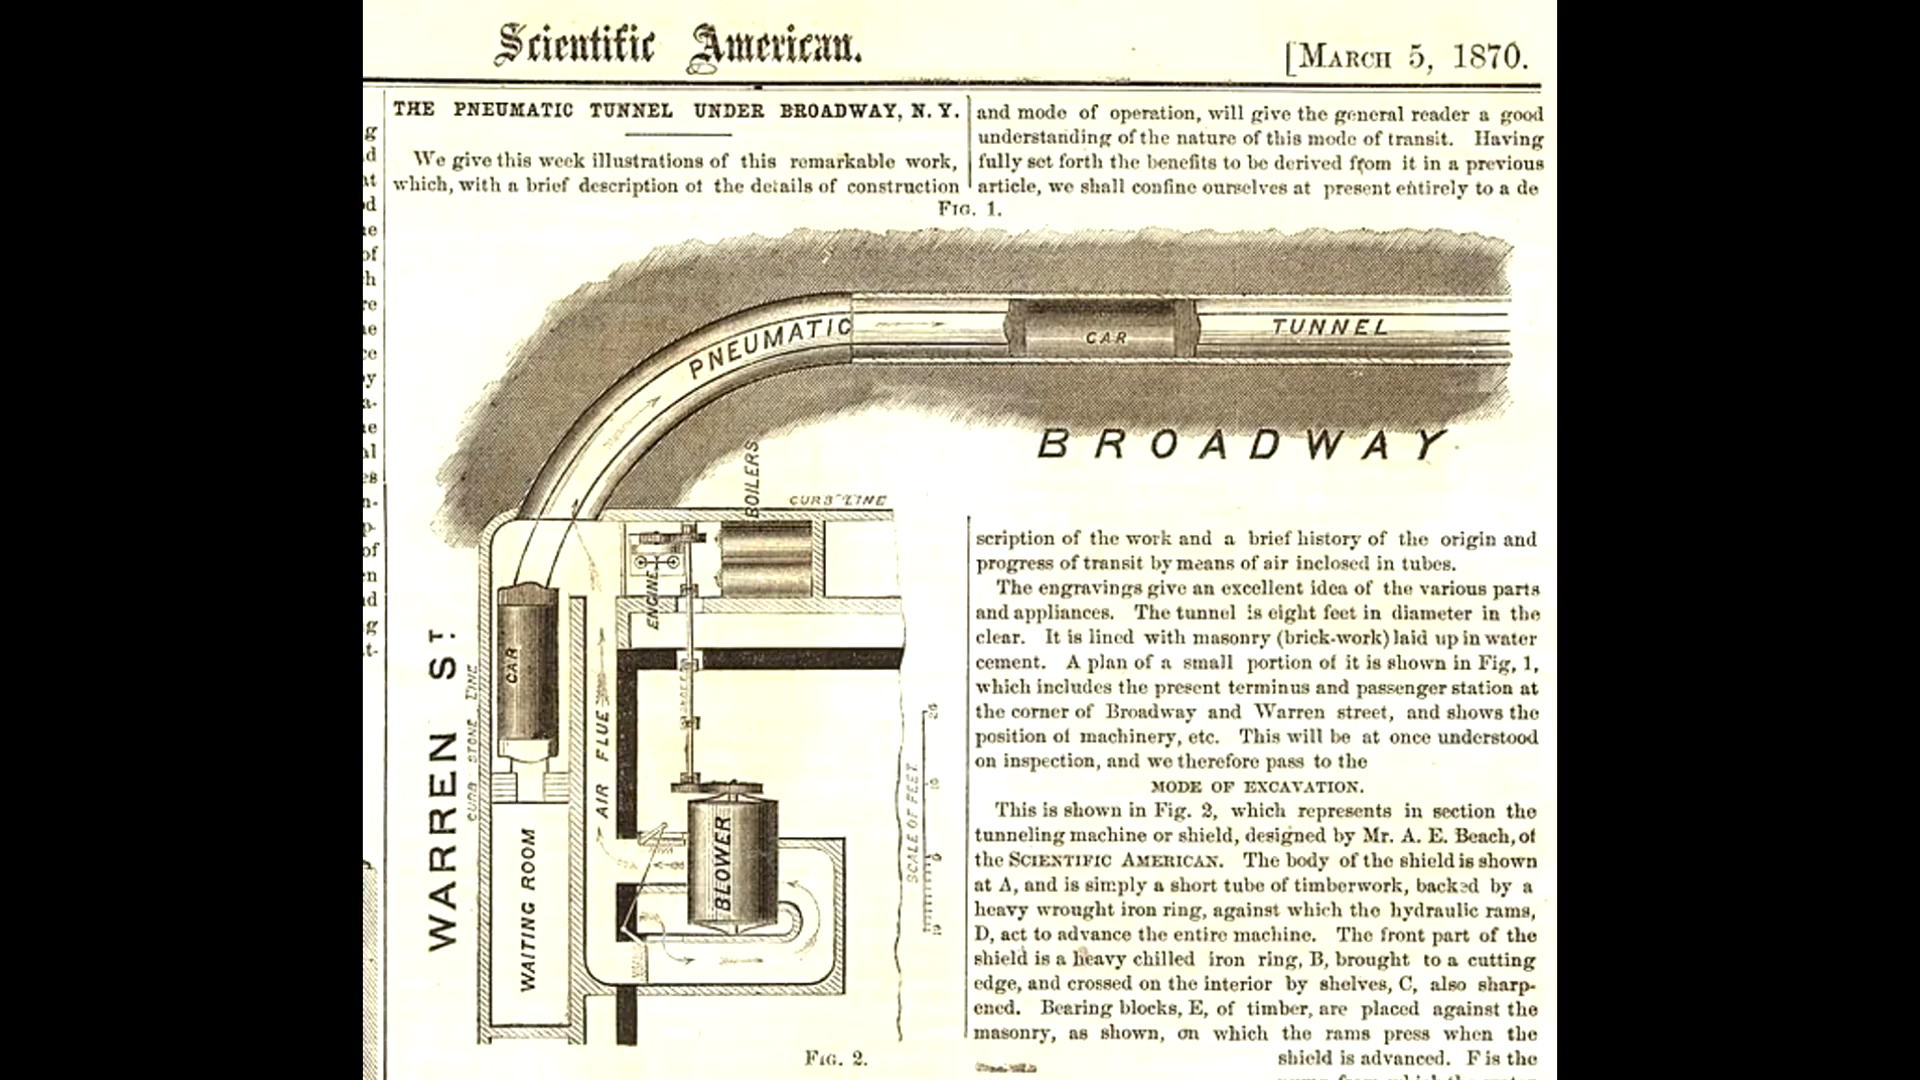 Scientific American.
[MARCH 5, 1870.
THE PNEUMATIC TUNNEL UNDER BROADWAY, N. Y.
We give this week illustrations of this remarkable work,
which, with a brief description of the details of construction
and mode of operation, will give the general reader a good
understanding of the nature of this mode of transit. Having
fully set forth the benefits to be derived from it in a previous
article, we shall confine ourselves at present entirely to a de
FIG. 1.
PNEUMATIC
CAR
TUNNEL
BROADWAY
BOILERS
CURB LINE
ENGINE
CAR
WARREN ST.
CURB STONE LINE
AIR FLUE
SHAFT
BLOWER
WAITING ROOM
SCALE OF FEET.
20
10
10
FIG. 2.
scription of the work and a brief history of the origin and
progress of transit by means of air inclosed in tubes.
The engravings give an excellent idea of the various parts
and appliances. The tunnel is eight feet in diameter in the
clear. It is lined with masonry (brick-work) laid up in water
cement. A plan of a small portion of it is shown in Fig, 1,
which includes the present terminus and passenger station at
the corner of Broadway and Warren street, and shows the
position of machinery, etc. This will be at once understood
on inspection, and we therefore pass to the
MODE OF EXCAVATION.
This is shown in Fig. 2, which represents in section the
tunneling machine or shield, designed by Mr. A. E. Beach, of
the SCIENTIFIC AMERICAN. The body of the shield is shown
at A, and is simply a short tube of timberwork, backed by a
heavy wrought iron ring, against which the hydraulic rams,
D, act to advance the entire machine. The front part of the
shield is a heavy chilled iron ring, B, brought to a cutting
edge, and crossed on the interior by shelves, C, also sharp-
ened. Bearing blocks, E, of timber, are placed against the
masonry, as shown, on which the rams press when the
shield is advanced. F is the